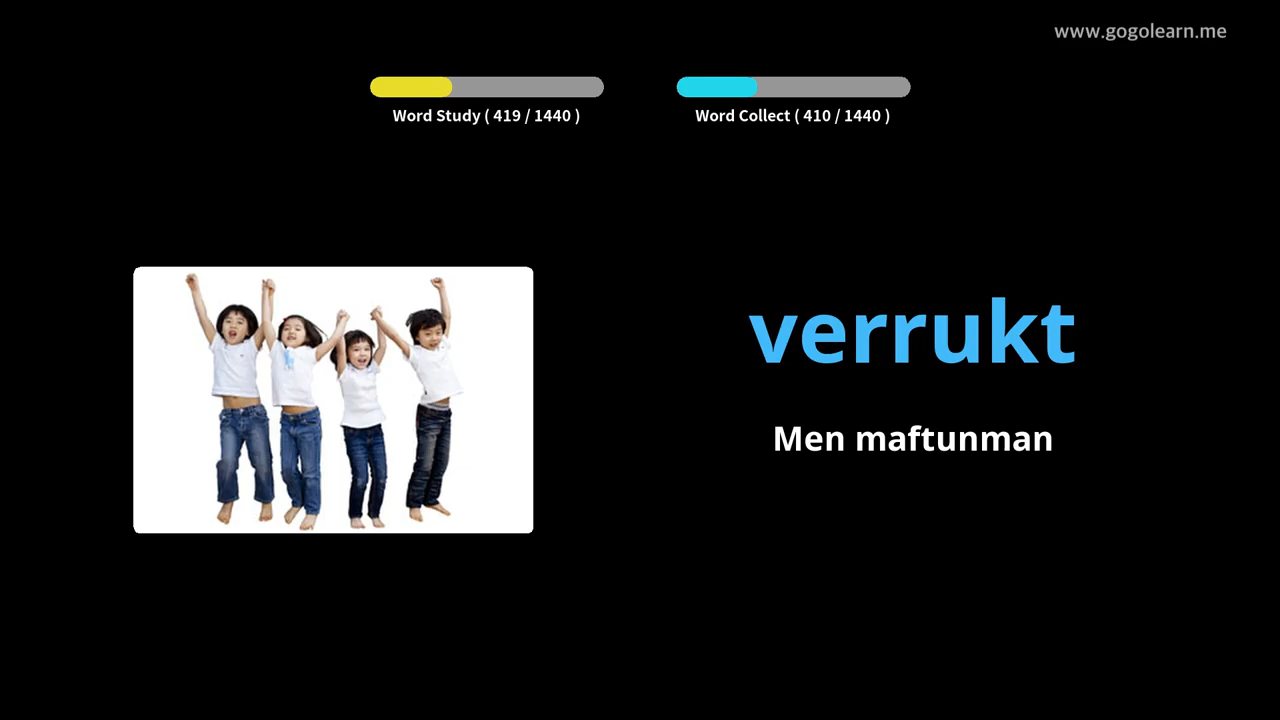 www.gogolearn.me
Word Study ( 419 / 1440 )
Word Collect ( 410 / 1440 )
verrukt
Men maftunman